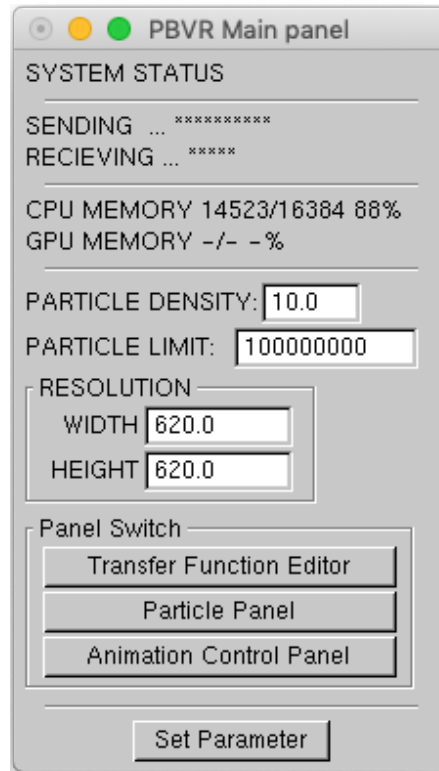 PBVR Main panel
SYSTEM STATUS
SENDING ... **********
RECIEVING ... *****
CPU MEMORY 14523/16384 88%
GPU MEMORY -/- -%
PARTICLE DENSITY: 10.0
PARTICLE LIMIT: 100000000
RESOLUTION
WIDTH 620.0
HEIGHT 620.0
Panel Switch
Transfer Function Editor
Particle Panel
Animation Control Panel
Set Parameter